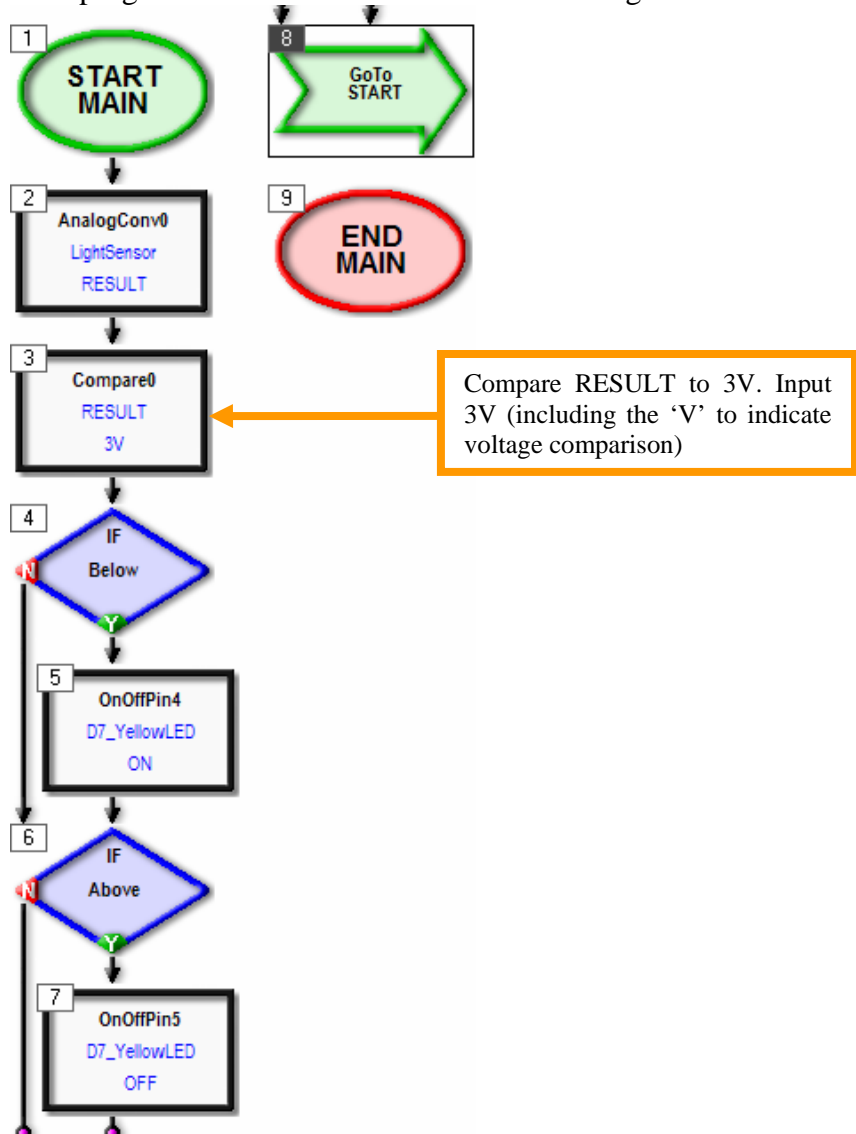 1
START
MAIN
2
AnalogConv0
LightSensor
RESULT
3
Compare0
RESULT
3V
4
IF
Below
N
Y
5
OnOffPin4
D7_YellowLED
ON
6
IF
Above
N
Y
7
OnOffPin5
D7_YellowLED
OFF
8
GoTo
START
9
END
MAIN
Compare RESULT to 3V. Input
3V (including the ‘V’ to indicate
voltage comparison)